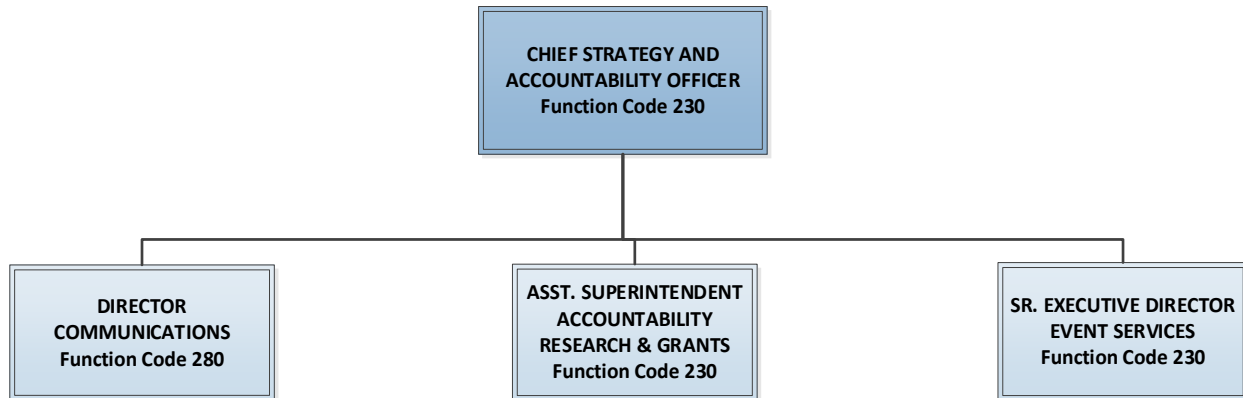 CHIEF STRATEGY AND
ACCOUNTABILITY OFFICER
Function Code 230
DIRECTOR
COMMUNICATIONS
Function Code 280
ASST. SUPERINTENDENT
ACCOUNTABILITY
RESEARCH & GRANTS
Function Code 230
SR. EXECUTIVE DIRECTOR
EVENT SERVICES
Function Code 230